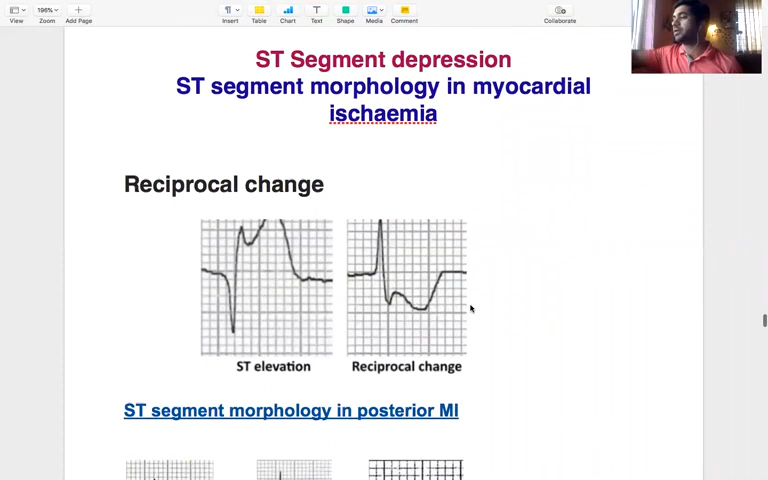 196%
View Zoom Add Page Insert Table Chart Text Shape Media Comment Collaborate
ST Segment depression
ST segment morphology in myocardial
ischaemia
Reciprocal change
ST elevation Reciprocal change
ST segment morphology in posterior MI